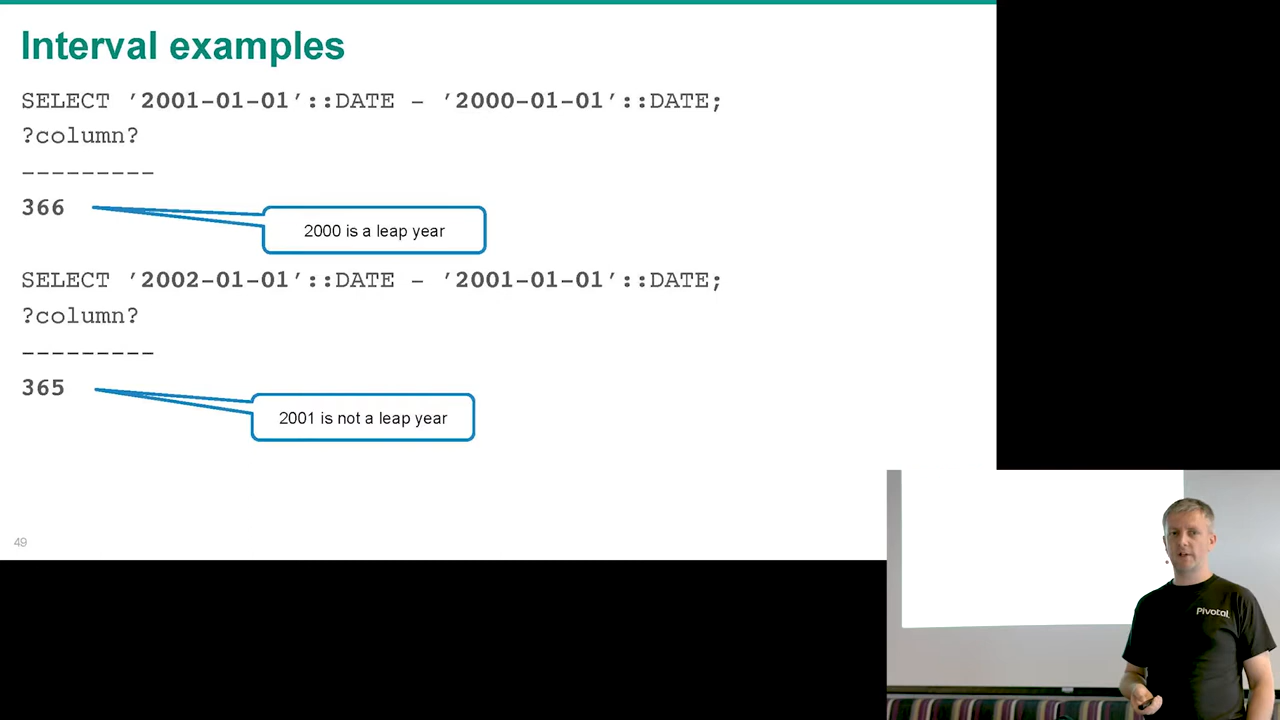 Interval examples
SELECT ’2001-01-01’::DATE - ’2000-01-01’::DATE;
?column?
---------
366
2000 is a leap year
SELECT ’2002-01-01’::DATE - ’2001-01-01’::DATE;
?column?
---------
365
2001 is not a leap year
49
Pivotal